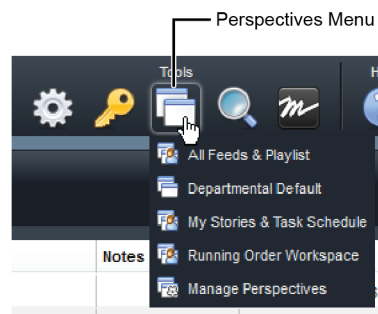 Perspectives Menu
Tools
H
All Feeds & Playlist
Departmental Default
My Stories & Task Schedule
Running Order Workspace
Notes
Manage Perspectives